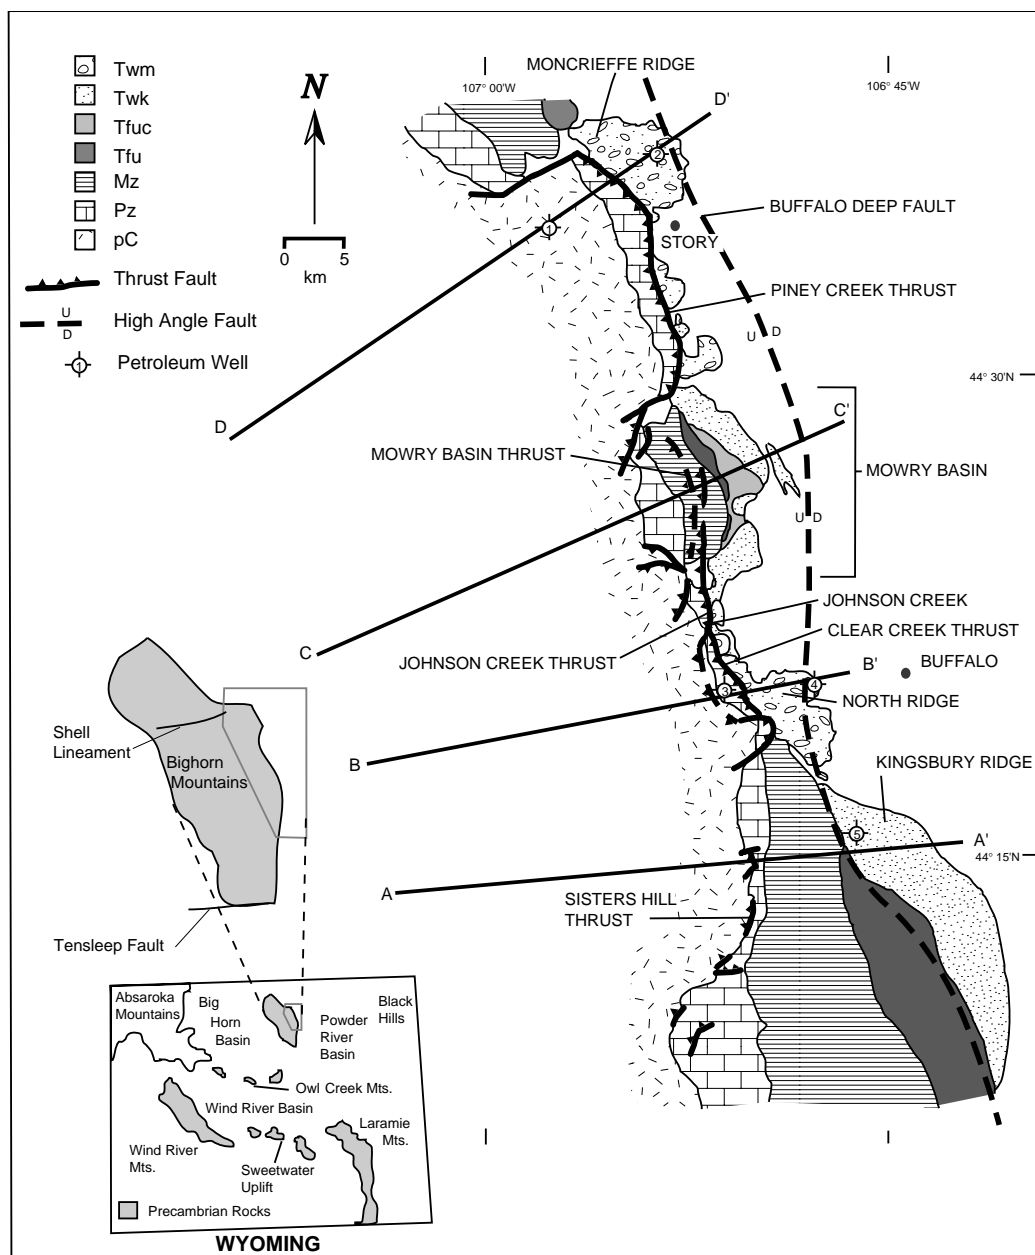 Twm
Twk
Tfuc
Tfu
Mz
Pz
pC
Thrust Fault
U
D
High Angle Fault
1
Petroleum Well
N
0 5
km
MONCRIEFFE RIDGE
107° 00'W
106° 45'W
D'
2
1
BUFFALO DEEP FAULT
STORY
PINEY CREEK THRUST
U D
44° 30'N
D
C'
MOWRY BASIN THRUST
MOWRY BASIN
U D
JOHNSON CREEK
CLEAR CREEK THRUST
C
JOHNSON CREEK THRUST
B'
BUFFALO
3
4
NORTH RIDGE
B
KINGSBURY RIDGE
5
A'
44° 15'N
A
SISTERS HILL
THRUST
Shell
Lineament
Bighorn
Mountains
Tensleep Fault
Absaroka
Mountains
Big
Horn
Basin
Powder
River
Basin
Black
Hills
Owl Creek Mts.
Wind River Basin
Laramie
Mts.
Wind River
Mts.
Sweetwater
Uplift
Precambrian Rocks
WYOMING